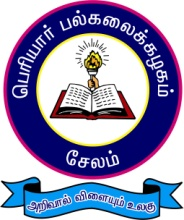 பெரியார் பல்கலைக்கழகம்
சேலம்
அறிவால் விளையும் உலகு